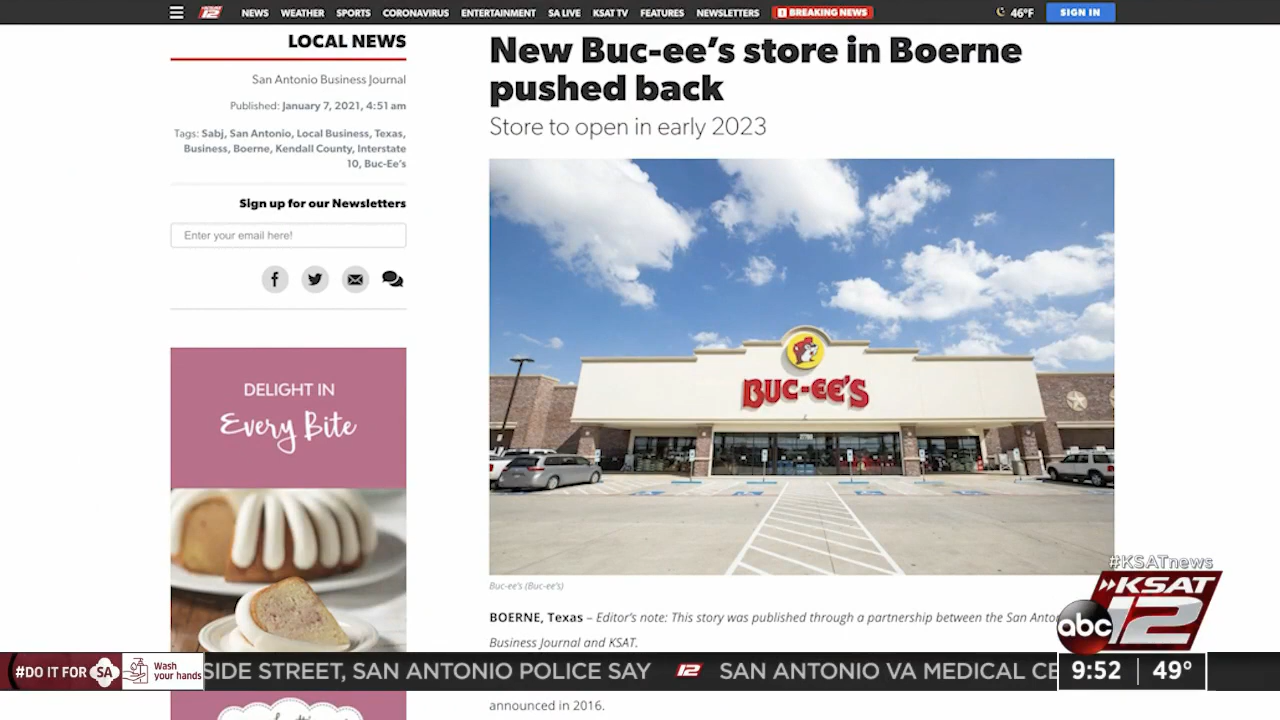 12
NEWS WEATHER SPORTS CORONAVIRUS ENTERTAINMENT SA LIVE KSAT TV FEATURES NEWSLETTERS BREAKING NEWS 46°F SIGN IN
LOCAL NEWS
San Antonio Business Journal
Published: January 7, 2021, 4:51 am
Tags: Sabj, San Antonio, Local Business, Texas,
Business, Boerne, Kendall County, Interstate
10, Buc-Ee's
Sign up for our Newsletters
Enter your email here!
DELIGHT IN
Every Bite
New Buc-ee's store in Boerne
pushed back
Store to open in early 2023
BUC-EE'S
Buc-ee's (Buc-ee's)
BOERNE, Texas – Editor's note: This story was published through a partnership between the San Anto
Business Journal and KSAT.
announced in 2016.
#KSATnews
KSAT
abc 12
#DO IT FOR SA
Wash
your hands
SIDE STREET, SAN ANTONIO POLICE SAY 12 SAN ANTONIO VA MEDICAL CE
9:52 49°